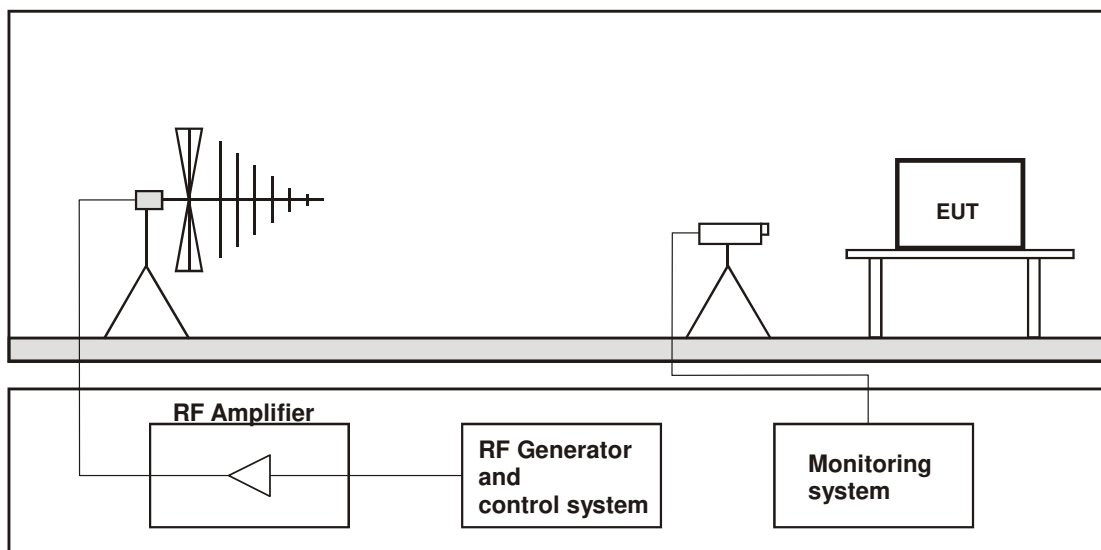 EUT
RF Amplifier
RF Generator
and
control system
Monitoring
system